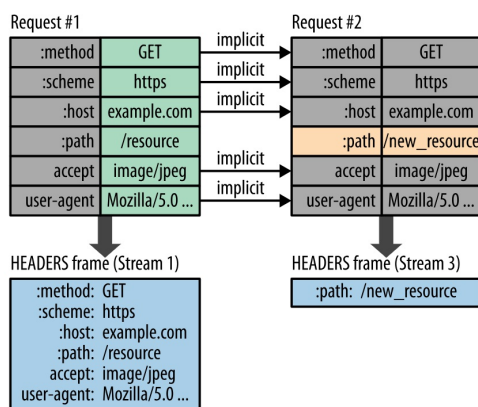 Request #1
Request #2
:method GET implicit :method GET
:scheme https implicit :scheme https
:host example.com implicit :host example.com
:path /resource :path /new_resource
accept image/jpeg implicit accept image/jpeg
user-agent Mozilla/5.0 ... implicit user-agent Mozilla/5.0 ...
HEADERS frame (Stream 1)
:method: GET
:scheme: https
:host: example.com
:path: /resource
accept: image/jpeg
user-agent: Mozilla/5.0 ...
HEADERS frame (Stream 3)
:path: /new_resource